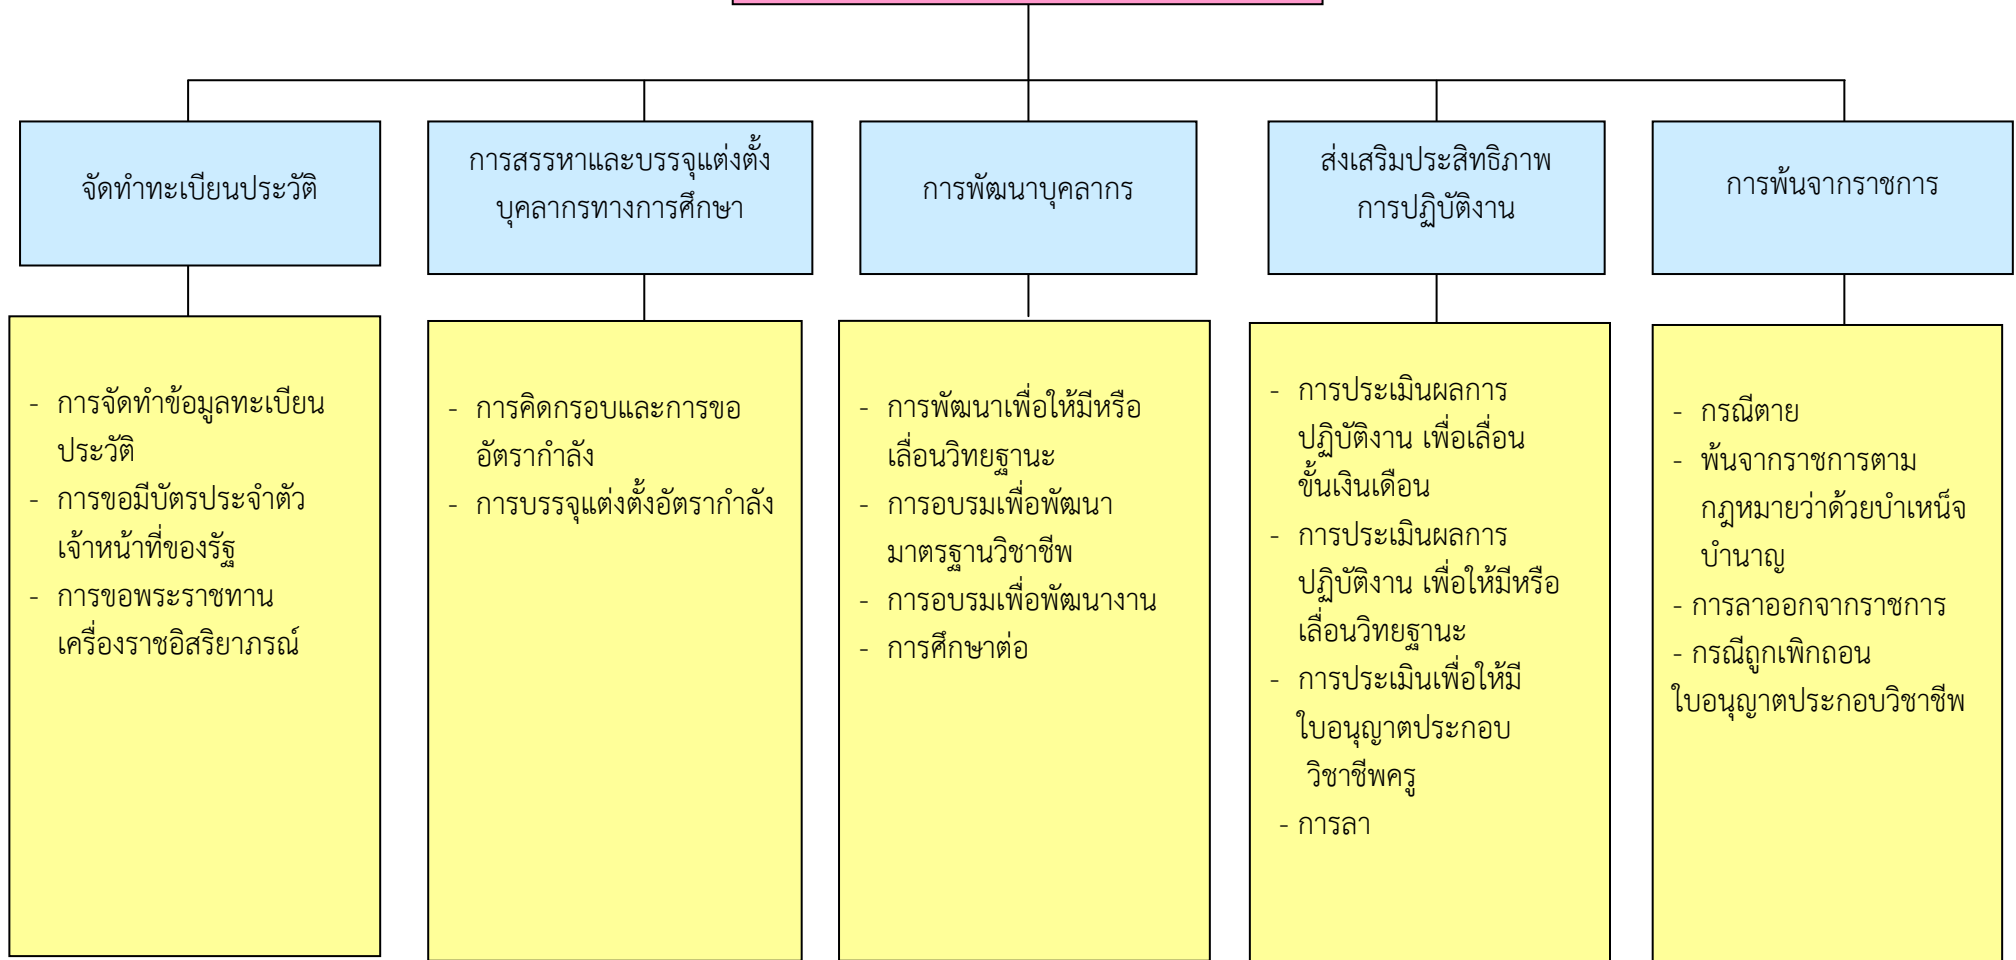 จัดทำทะเบียนประวัติ
การสรรหาและบรรจุแต่งตั้ง
บุคลากรทางการศึกษา
การพัฒนาบุคลากร
ส่งเสริมประสิทธิภาพ
การปฏิบัติงาน
การพ้นจากราชการ
- การจัดทำข้อมูลทะเบียน
ประวัติ
- การขอมีบัตรประจำตัว
เจ้าหน้าที่ของรัฐ
- การขอพระราชทาน
เครื่องราชอิสริยาภรณ์
- การคิดกรอบและการขอ
อัตรากำลัง
- การบรรจุแต่งตั้งอัตรากำลัง
- การพัฒนาเพื่อให้มีหรือ
เลื่อนวิทยฐานะ
- การอบรมเพื่อพัฒนา
มาตรฐานวิชาชีพ
- การอบรมเพื่อพัฒนางาน
- การศึกษาต่อ
- การประเมินผลการ
ปฏิบัติงาน เพื่อเลื่อน
ขั้นเงินเดือน
- การประเมินผลการ
ปฏิบัติงาน เพื่อให้มีหรือ
เลื่อนวิทยฐานะ
- การประเมินเพื่อให้มี
ใบอนุญาตประกอบ
วิชาชีพครู
- การลา
- กรณีตาย
- พ้นจากราชการตาม
กฎหมายว่าด้วยบำเหน็จ
บำนาญ
- การลาออกจากราชการ
- กรณีถูกเพิกถอน
ใบอนุญาตประกอบวิชาชีพ